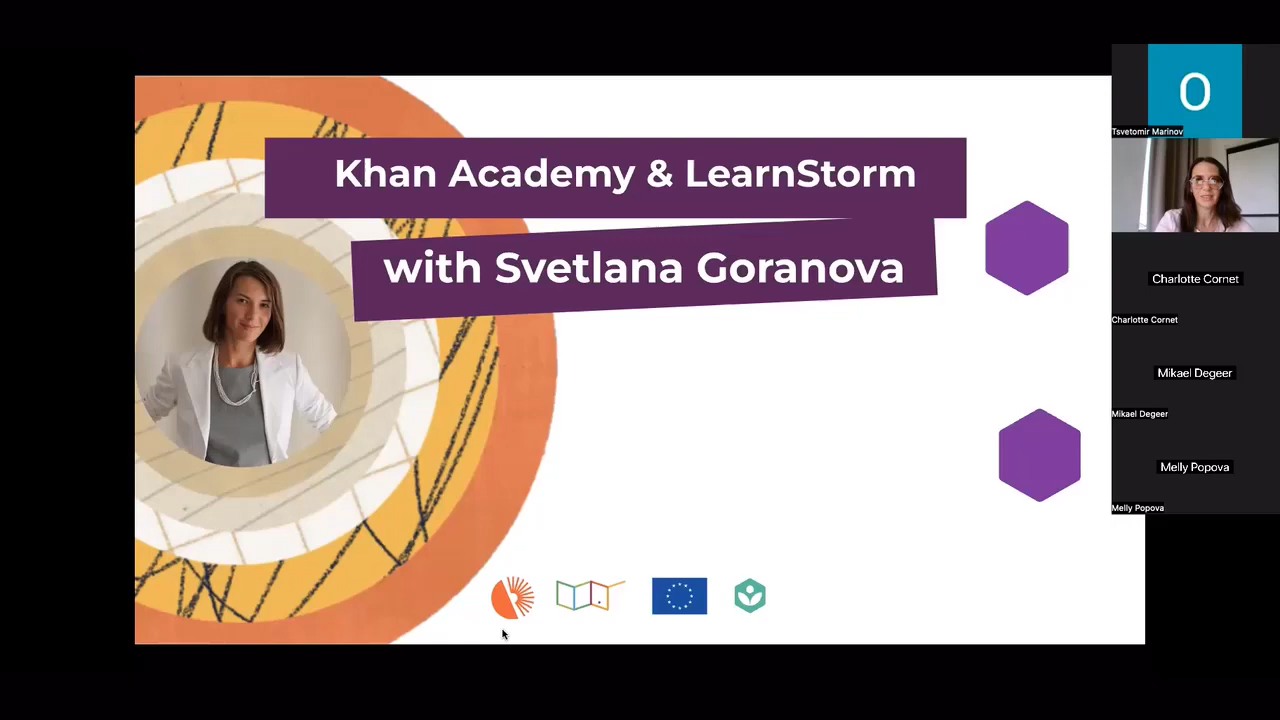 Khan Academy & LearnStorm
with Svetlana Goranova
O
Tsvetomir Marinov
Charlotte Cornet
Charlotte Cornet
Mikael Degeer
Mikael Degeer
Melly Popova
Melly Popova